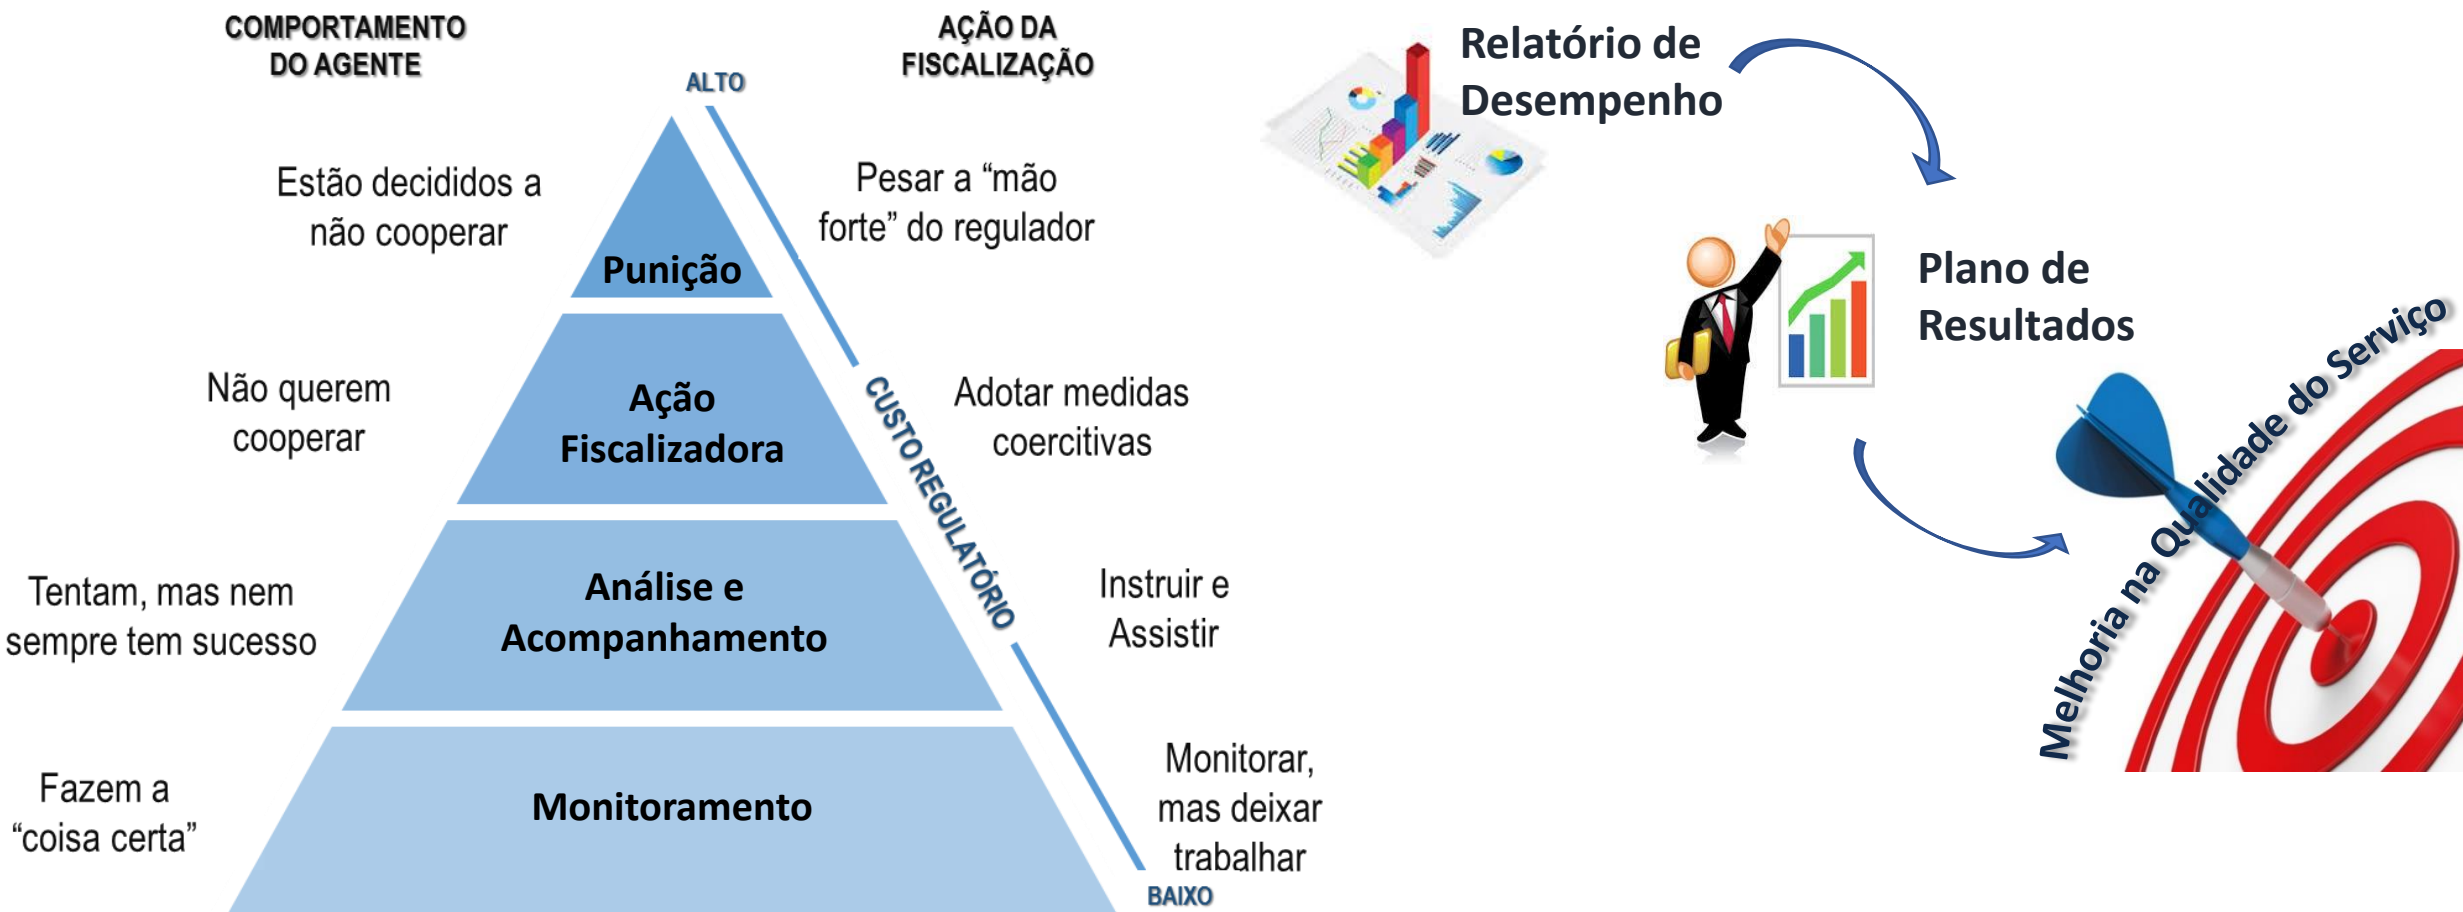 COMPORTAMENTO
DO AGENTE
AÇÃO DA
FISCALIZAÇÃO
ALTO
Estão decididos a
não cooperar
Punição
Pesar a “mão
forte” do regulador
Não querem
cooperar
Ação
Fiscalizadora
CUSTO REGULATÓRIO
Adotar medidas
coercitivas
Tentam, mas nem
sempre tem sucesso
Análise e
Acompanhamento
Instruir e
Assistir
Fazem a
“coisa certa”
Monitoramento
Monitorar,
mas deixar
trabalhar
BAIXO
Relatório de
Desempenho
Plano de
Resultados
Melhoria na Qualidade do Serviço